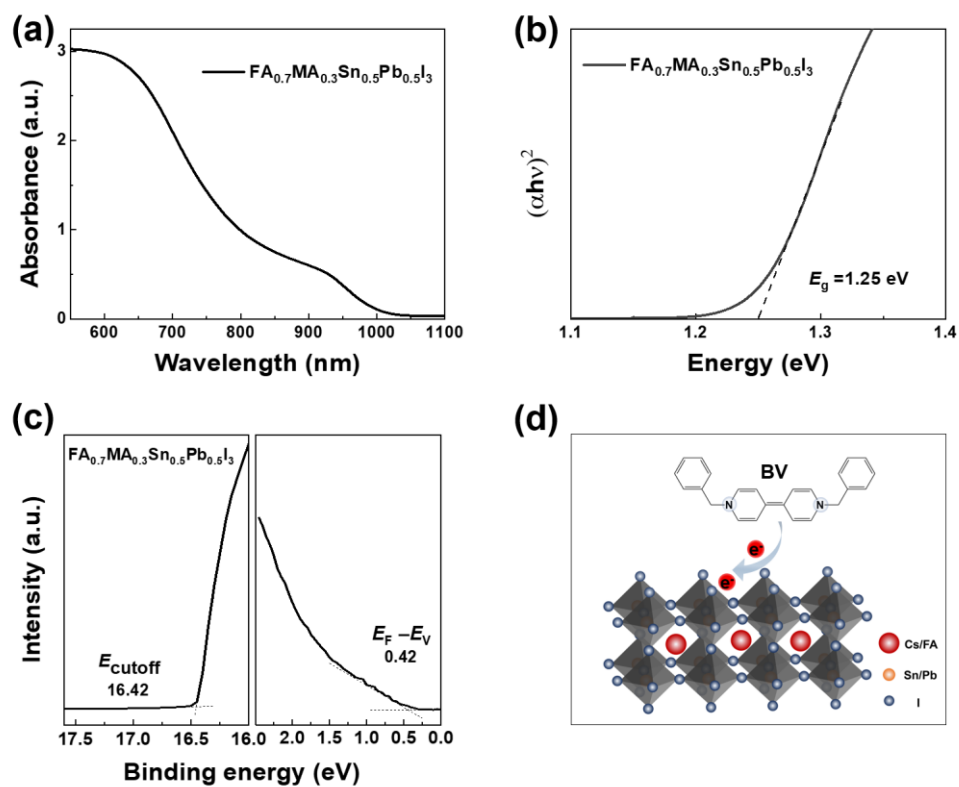 (a)
FA0.7MA0.3Sn0.5Pb0.5I3
Absorbance (a.u.)
3
2
1
0
600 700 800 900 1000 1100
Wavelength (nm)
(b)
FA0.7MA0.3Sn0.5Pb0.5I3
(αhν)2
Eg =1.25 eV
1.1 1.2 1.3 1.4
Energy (eV)
(c)
FA0.7MA0.3Sn0.5Pb0.5I3
Intensity (a.u.)
Ecutoff
16.42
EF –EV
0.42
17.5 17.0 16.5 16.0 2.0 1.5 1.0 0.5 0.0
Binding energy (eV)
(d)
BV
N N
e-
e-
Cs/FA
Sn/Pb
I